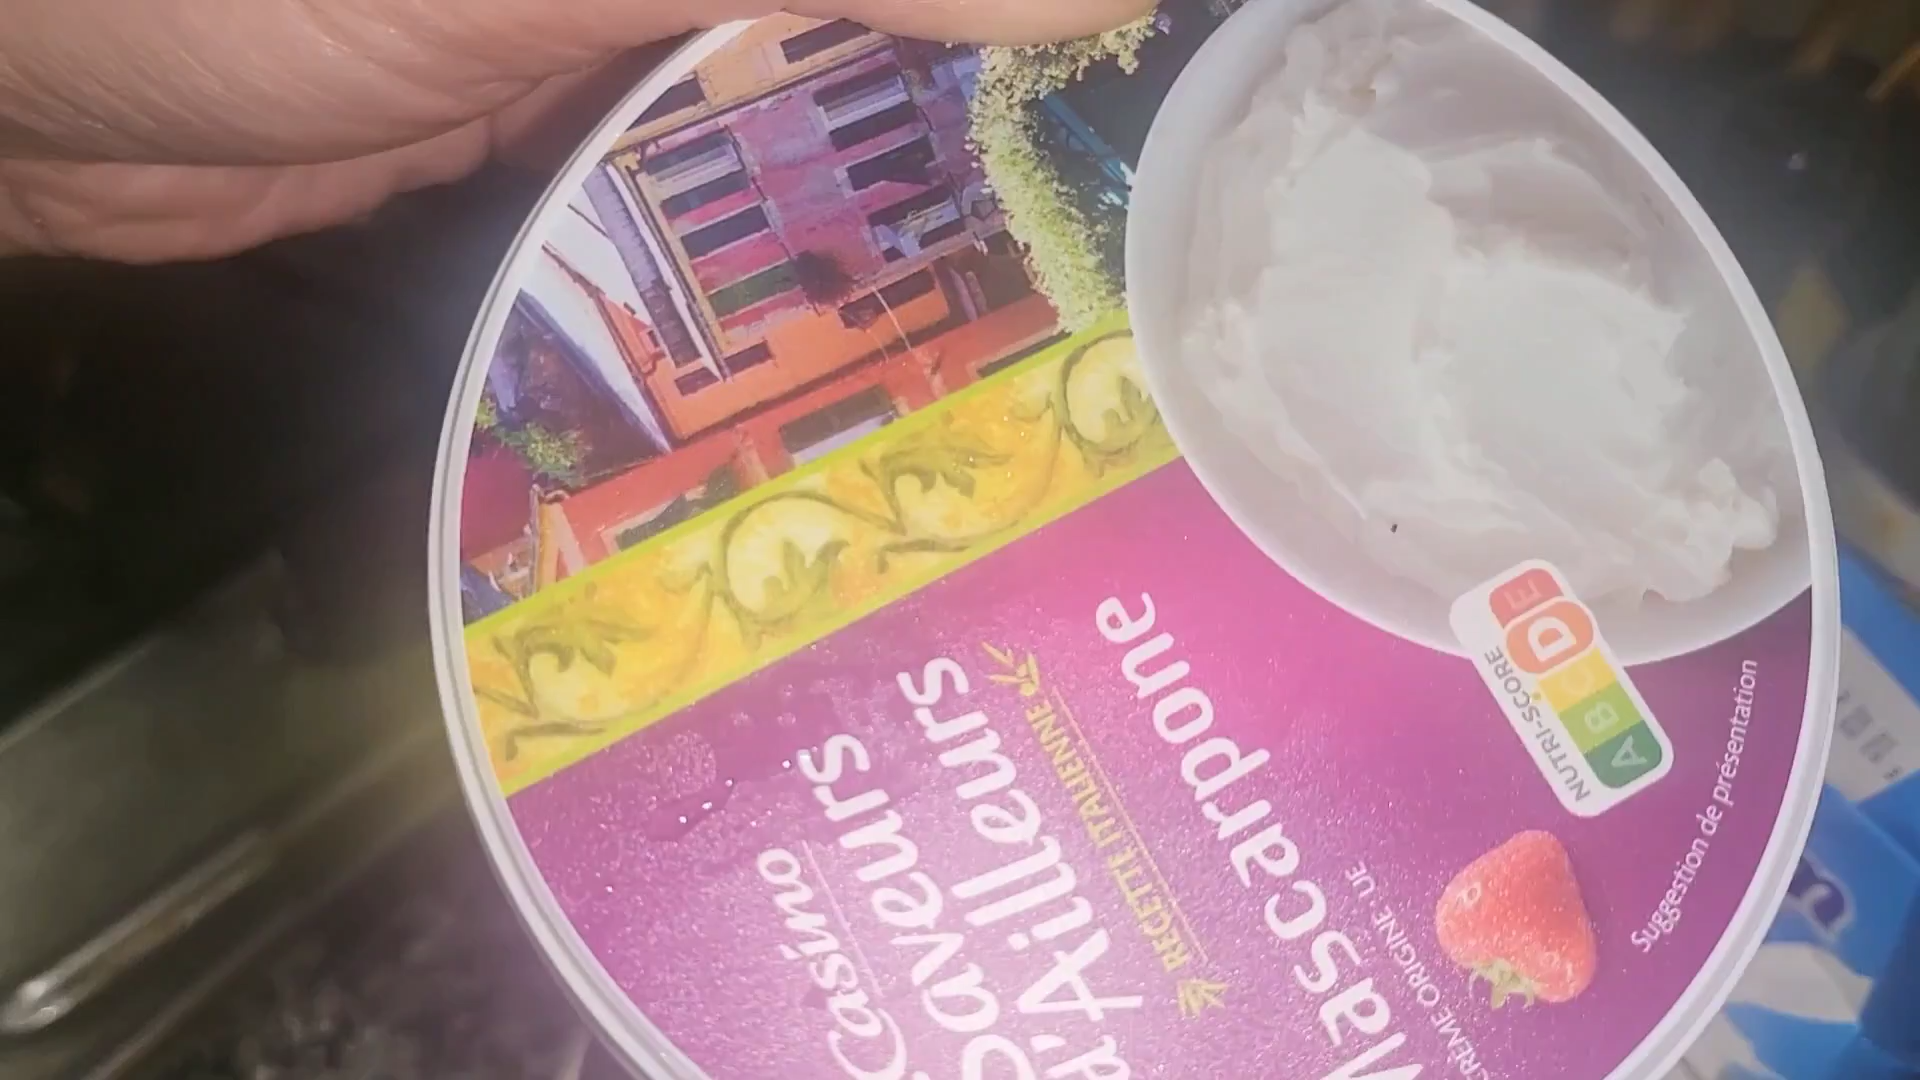 Casino
Saveurs
d'Ailleurs
RECETTE ITALIENNE
Mascarpone
CRÈME ORIGINE : UE
NUTRI-SCORE
A B C D E
Suggestion de présentation